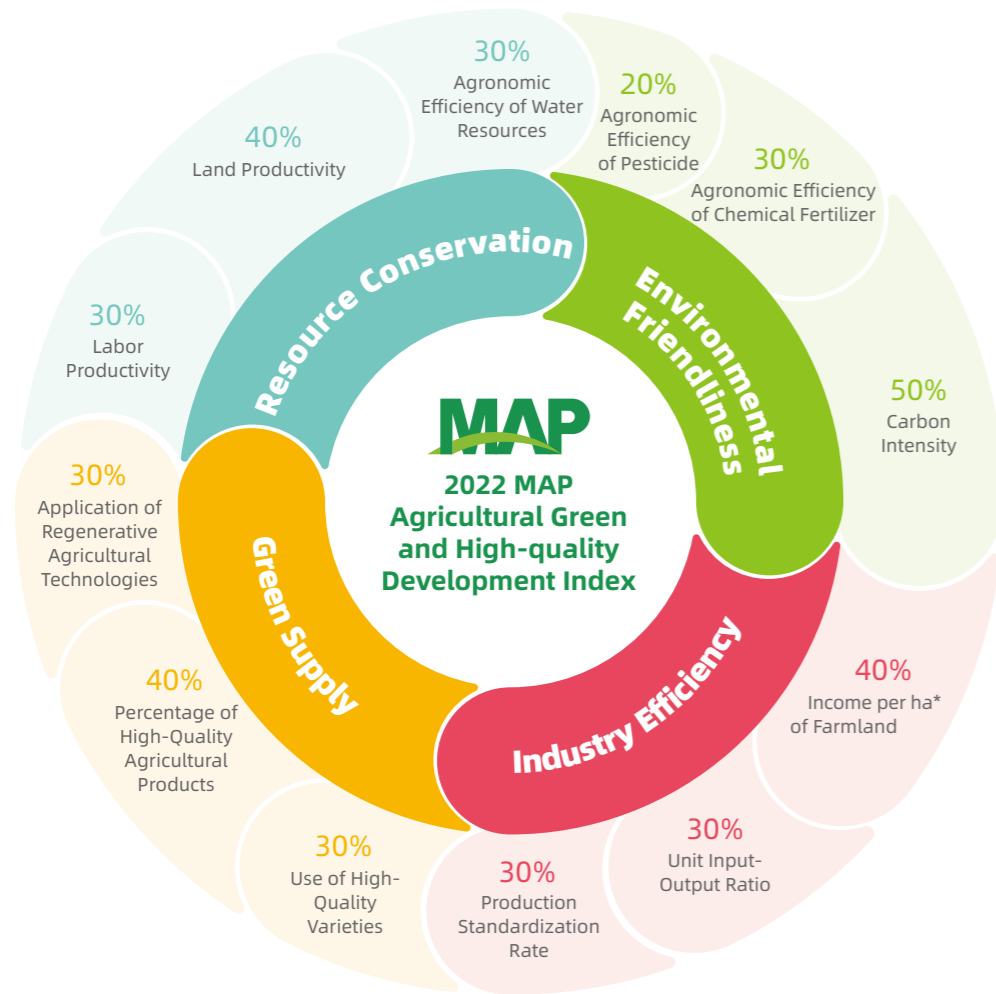 MAP
2022 MAP
Agricultural Green
and High-quality
Development Index
Resource Conservation
30%
Labor
Productivity
40%
Land Productivity
30%
Agronomic
Efficiency of Water
Resources
Environmental
Friendliness
20%
Agronomic
Efficiency
of Pesticide
30%
Agronomic Efficiency
of Chemical Fertilizer
50%
Carbon
Intensity
Industry Efficiency
40%
Income per ha*
of Farmland
30%
Unit Input-
Output Ratio
30%
Production
Standardization
Rate
Green Supply
30%
Use of High-
Quality
Varieties
40%
Percentage of
High-Quality
Agricultural
Products
30%
Application of
Regenerative
Agricultural
Technologies